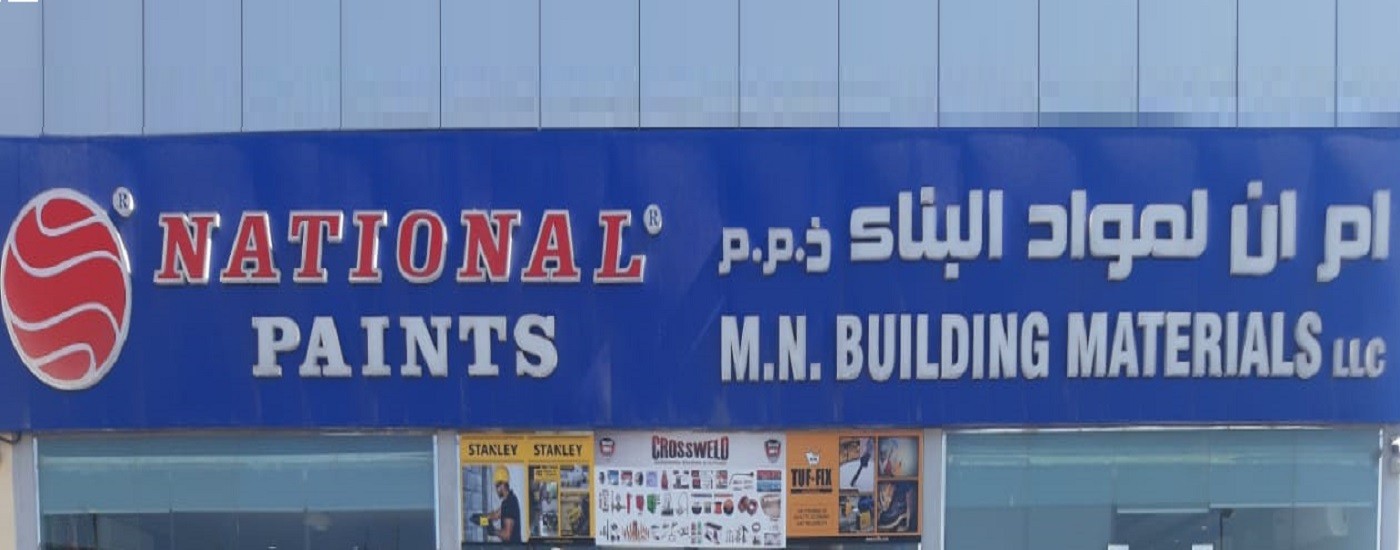 ® NATIONAL ®
PAINTS
ام ان لمواد البناء ذ.م.م
M.N. BUILDING MATERIALS LLC
STANLEY STANLEY
CROSSWELD
TUF-FIX